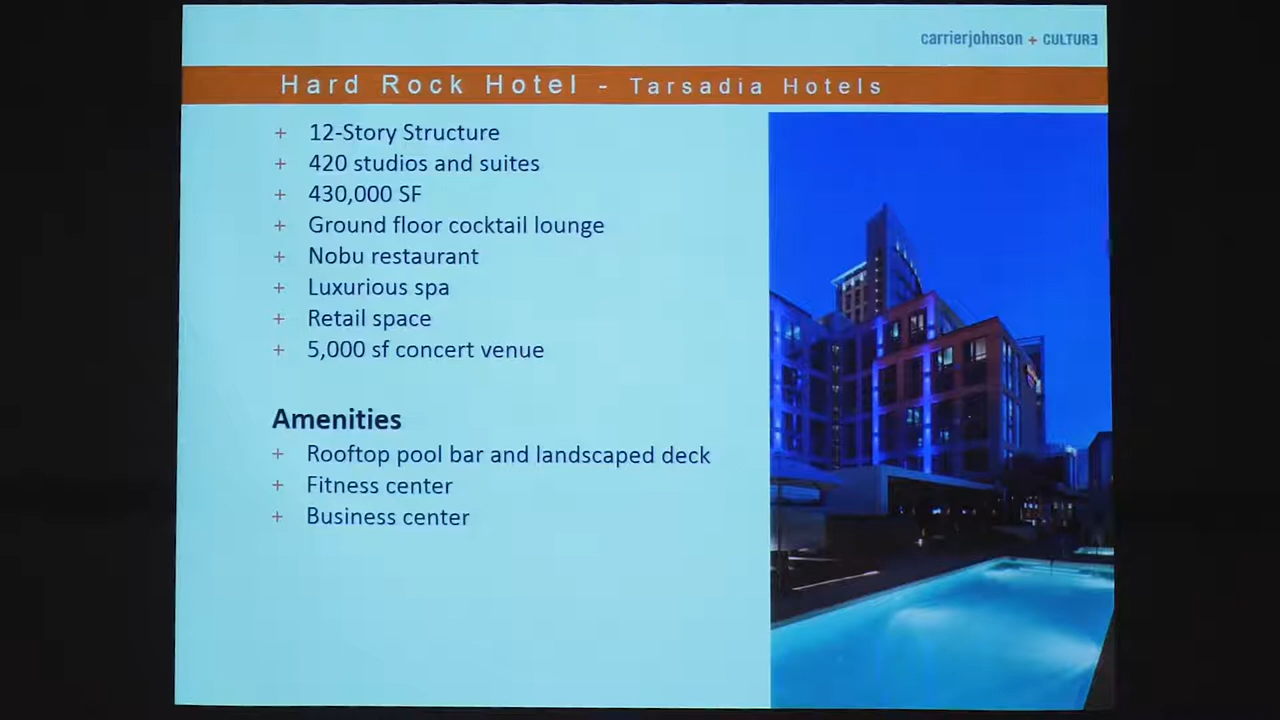 carrierjohnson + CULTURE
Hard Rock Hotel - Tarsadia Hotels
+ 12-Story Structure
+ 420 studios and suites
+ 430,000 SF
+ Ground floor cocktail lounge
+ Nobu restaurant
+ Luxurious spa
+ Retail space
+ 5,000 sf concert venue
Amenities
+ Rooftop pool bar and landscaped deck
+ Fitness center
+ Business center